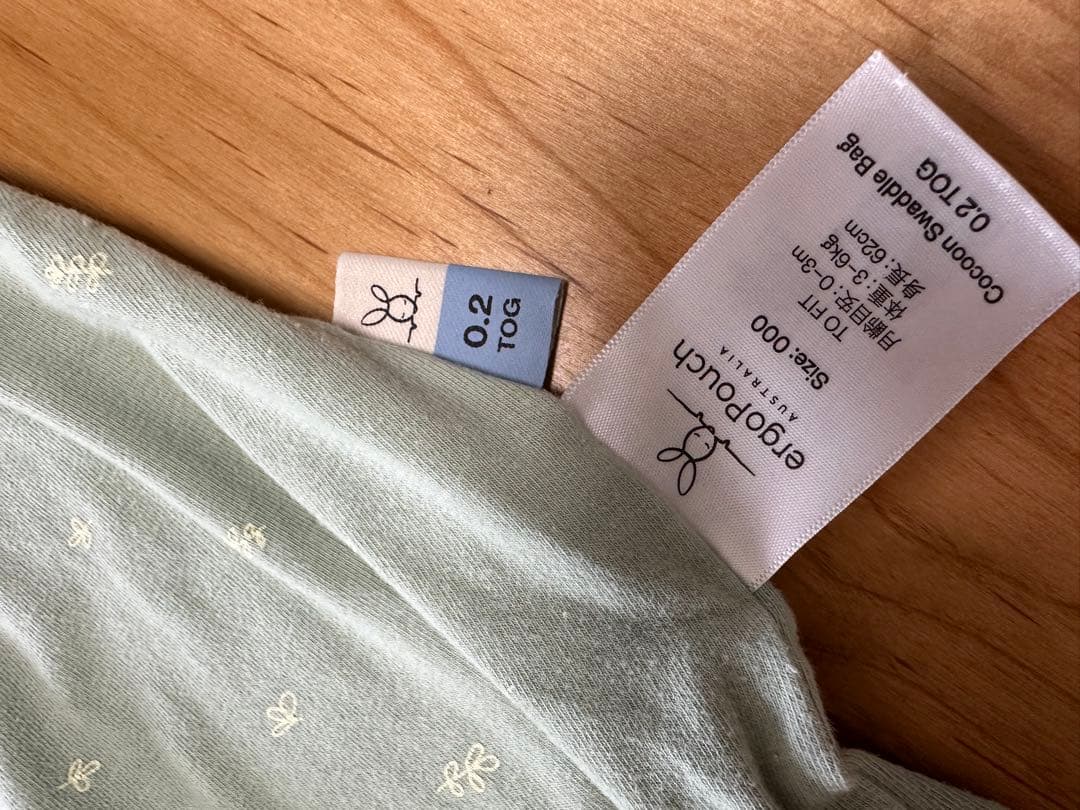 0.2
TOG
ergoPouch
AUSTRALIA
Size: 000
TO FIT
月齢目安: 0-3m
体重: 3-6kg
身長: 62cm
Cocoon Swaddle Bag
0.2 TOG